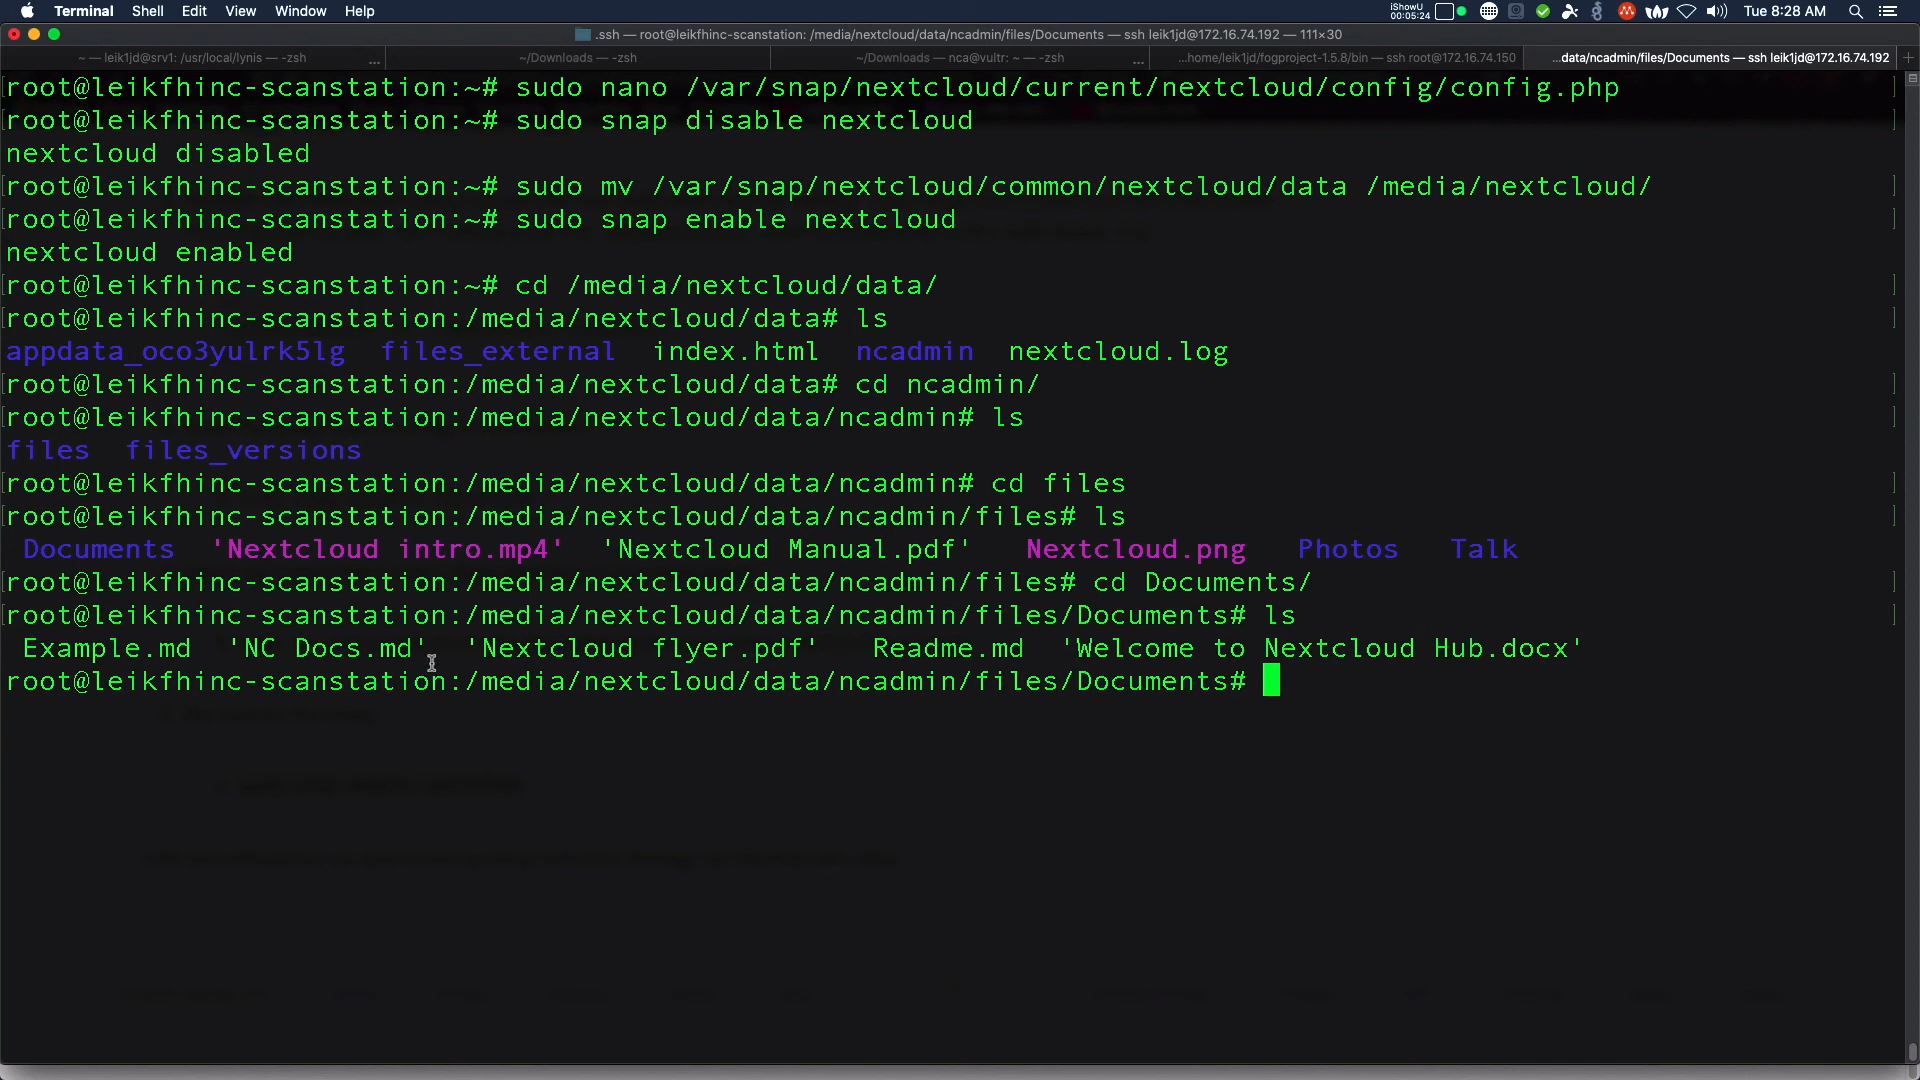 Terminal Shell Edit View Window Help
iShowU
00:05:24
Tue 8:28 AM
.ssh — root@leikfhinc-scanstation: /media/nextcloud/data/ncadmin/files/Documents — ssh leik1jd@172.16.74.192 — 111×30
~ — leik1jd@srv1: /usr/local/lynis — -zsh ... ~/Downloads — -zsh ~/Downloads — nca@vultr: ~ — -zsh ... ...home/leik1jd/fogproject-1.5.8/bin — ssh root@172.16.74.150 ...data/ncadmin/files/Documents — ssh leik1jd@172.16.74.192 +
[root@leikfhinc-scanstation:~# sudo nano /var/snap/nextcloud/current/nextcloud/config/config.php ]
[root@leikfhinc-scanstation:~# sudo snap disable nextcloud ]
nextcloud disabled
[root@leikfhinc-scanstation:~# sudo mv /var/snap/nextcloud/common/nextcloud/data /media/nextcloud/ ]
[root@leikfhinc-scanstation:~# sudo snap enable nextcloud ]
nextcloud enabled
[root@leikfhinc-scanstation:~# cd /media/nextcloud/data/ ]
[root@leikfhinc-scanstation:/media/nextcloud/data# ls ]
appdata_oco3yulrk5lg files_external index.html ncadmin nextcloud.log
[root@leikfhinc-scanstation:/media/nextcloud/data# cd ncadmin/ ]
[root@leikfhinc-scanstation:/media/nextcloud/data/ncadmin# ls ]
files files_versions
[root@leikfhinc-scanstation:/media/nextcloud/data/ncadmin# cd files ]
[root@leikfhinc-scanstation:/media/nextcloud/data/ncadmin/files# ls ]
Documents 'Nextcloud intro.mp4' 'Nextcloud Manual.pdf' Nextcloud.png Photos Talk
[root@leikfhinc-scanstation:/media/nextcloud/data/ncadmin/files# cd Documents/ ]
[root@leikfhinc-scanstation:/media/nextcloud/data/ncadmin/files/Documents# ls ]
Example.md 'NC Docs.md' 'Nextcloud flyer.pdf' Readme.md 'Welcome to Nextcloud Hub.docx'
root@leikfhinc-scanstation:/media/nextcloud/data/ncadmin/files/Documents#